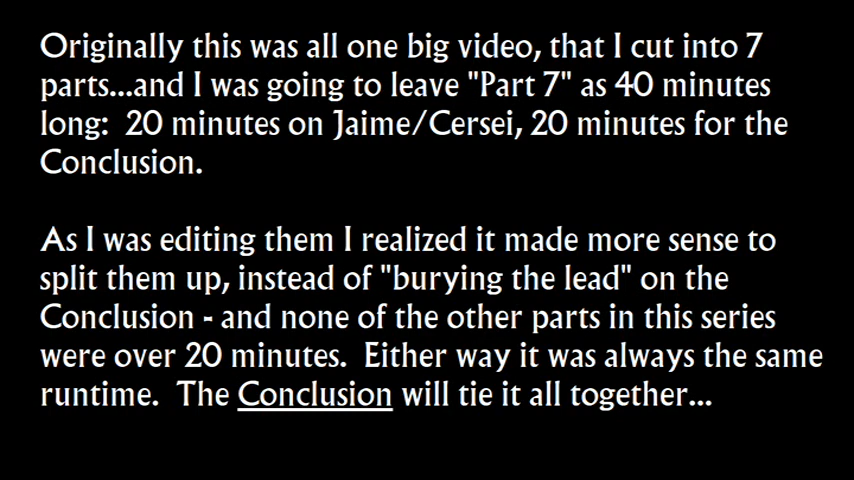 Originally this was all one big video, that I cut into 7
parts...and I was going to leave "Part 7" as 40 minutes
long:  20 minutes on Jaime/Cersei, 20 minutes for the
Conclusion.
As I was editing them I realized it made more sense to
split them up, instead of "burying the lead" on the
Conclusion - and none of the other parts in this series
were over 20 minutes.  Either way it was always the same
runtime.  The Conclusion will tie it all together...